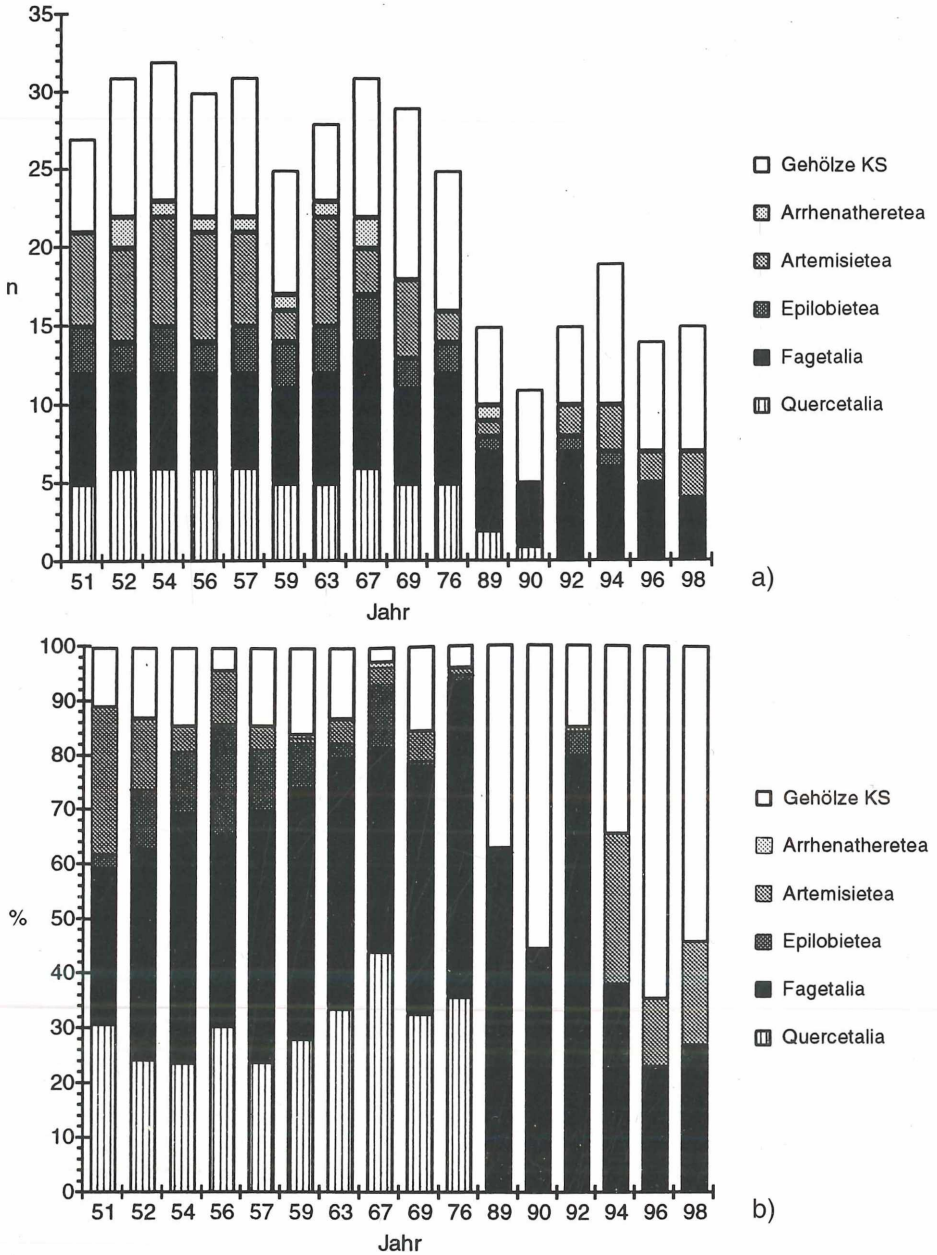 35
30
25
20
15
10
5
0
n
51 52 54 56 57 59 63 67 69 76 89 90 92 94 96 98
Jahr
Gehölze KS
Arrhenatheretea
Artemisietea
Epilobietea
Fagetalia
Quercetalia
a)
100
90
80
70
60
50
40
30
20
10
0
%
51 52 54 56 57 59 63 67 69 76 89 90 92 94 96 98
Jahr
Gehölze KS
Arrhenatheretea
Artemisietea
Epilobietea
Fagetalia
Quercetalia
b)